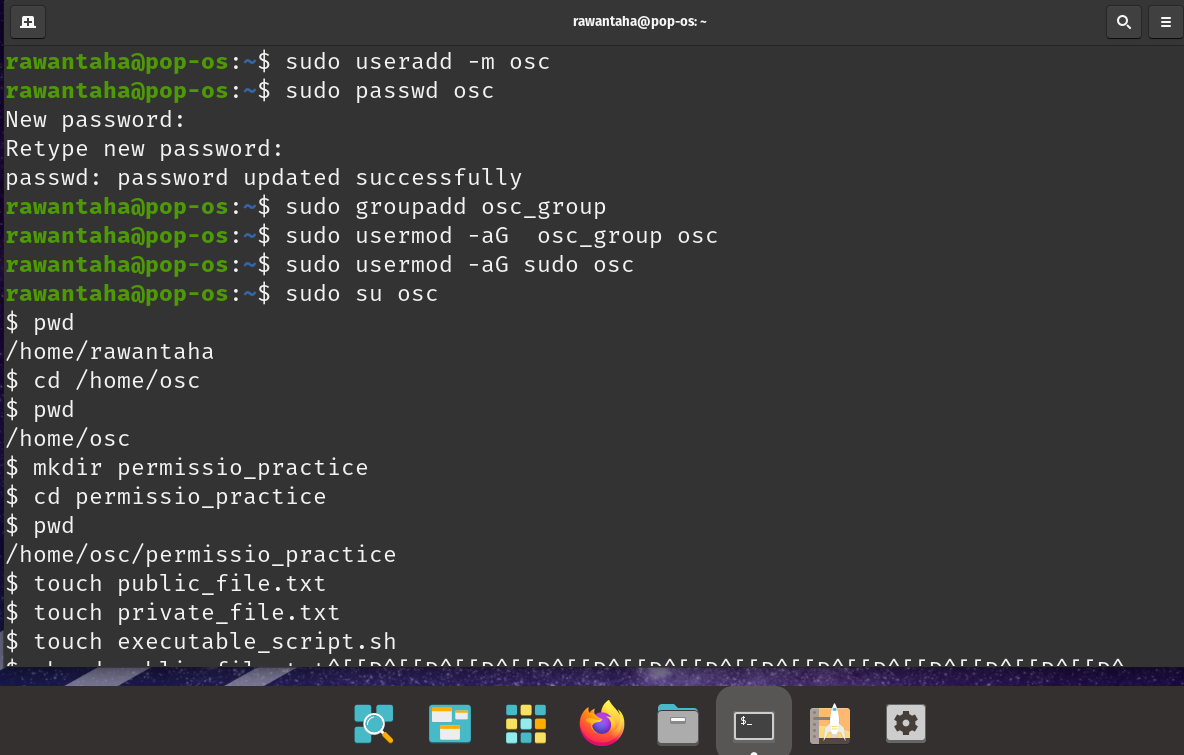 rawantaha@pop-os: ~
rawantaha@pop-os:~$ sudo useradd -m osc
rawantaha@pop-os:~$ sudo passwd osc
New password:
Retype new password:
passwd: password updated successfully
rawantaha@pop-os:~$ sudo groupadd osc_group
rawantaha@pop-os:~$ sudo usermod -aG  osc_group osc
rawantaha@pop-os:~$ sudo usermod -aG sudo osc
rawantaha@pop-os:~$ sudo su osc
$ pwd
/home/rawantaha
$ cd /home/osc
$ pwd
/home/osc
$ mkdir permissio_practice
$ cd permissio_practice
$ pwd
/home/osc/permissio_practice
$ touch public_file.txt
$ touch private_file.txt
$ touch executable_script.sh
$_